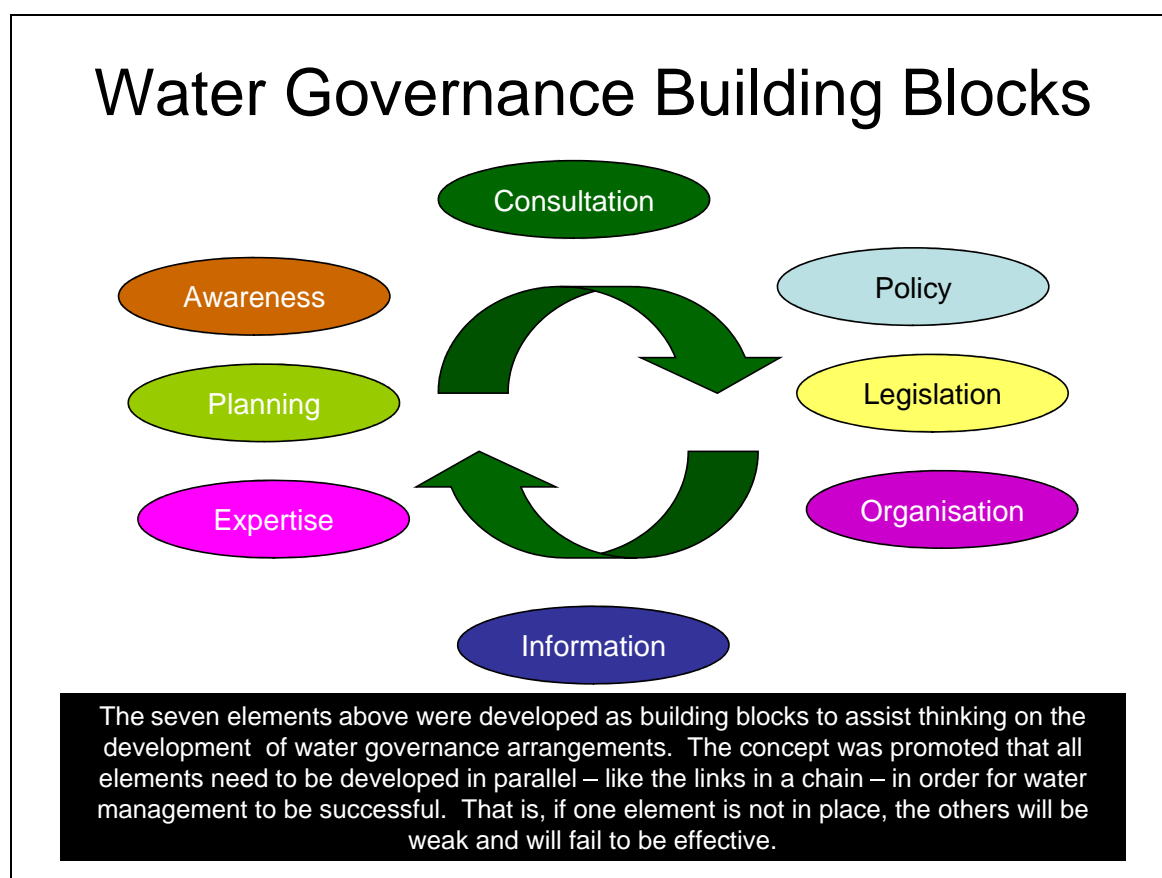 Water Governance Building Blocks
Consultation
Awareness
Policy
Planning
Legislation
Expertise
Organisation
Information
The seven elements above were developed as building blocks to assist thinking on the
development  of water governance arrangements.  The concept was promoted that all
elements need to be developed in parallel – like the links in a chain – in order for water
management to be successful.  That is, if one element is not in place, the others will be
weak and will fail to be effective.